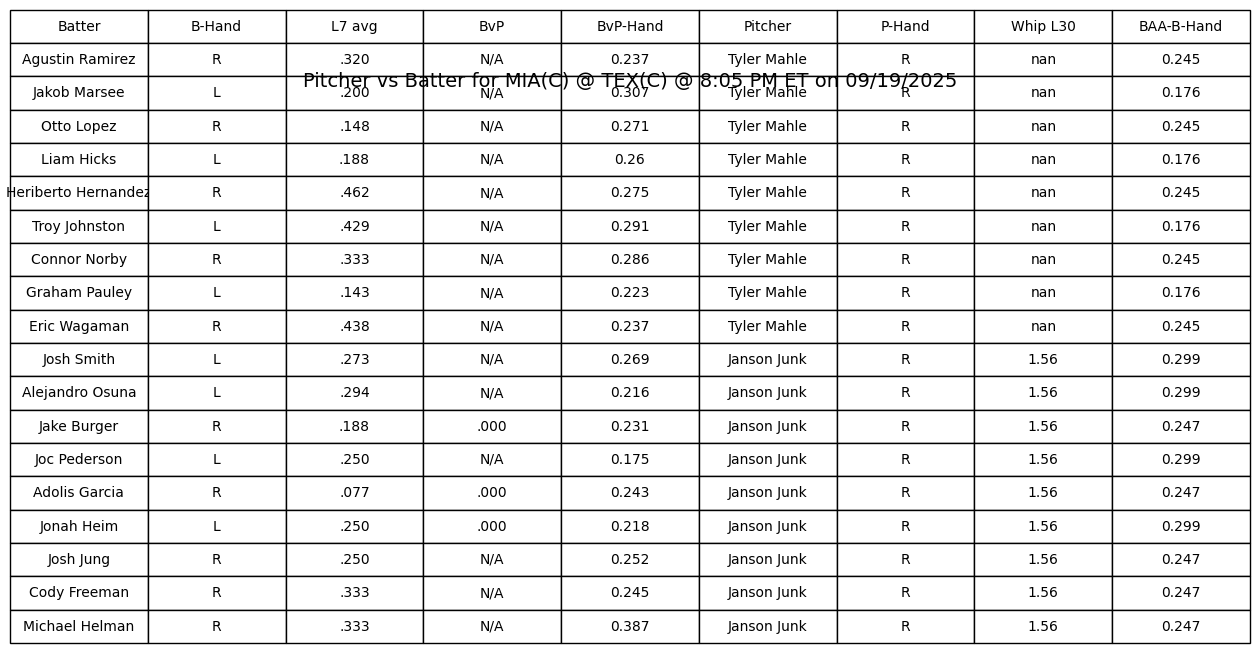 Batter B-Hand L7 avg BvP BvP-Hand Pitcher P-Hand Whip L30 BAA-B-Hand
Agustin Ramirez R .320 N/A 0.237 Tyler Mahle R nan 0.245
Pitcher vs Batter for MIA(C) @ TEX(C) @ 8:05 PM ET on 09/19/2025
Jakob Marsee L .200 N/A 0.307 Tyler Mahle R nan 0.176
Otto Lopez R .148 N/A 0.271 Tyler Mahle R nan 0.245
Liam Hicks L .188 N/A 0.26 Tyler Mahle R nan 0.176
Heriberto Hernandez R .462 N/A 0.275 Tyler Mahle R nan 0.245
Troy Johnston L .429 N/A 0.291 Tyler Mahle R nan 0.176
Connor Norby R .333 N/A 0.286 Tyler Mahle R nan 0.245
Graham Pauley L .143 N/A 0.223 Tyler Mahle R nan 0.176
Eric Wagaman R .438 N/A 0.237 Tyler Mahle R nan 0.245
Josh Smith L .273 N/A 0.269 Janson Junk R 1.56 0.299
Alejandro Osuna L .294 N/A 0.216 Janson Junk R 1.56 0.299
Jake Burger R .188 .000 0.231 Janson Junk R 1.56 0.247
Joc Pederson L .250 N/A 0.175 Janson Junk R 1.56 0.299
Adolis Garcia R .077 .000 0.243 Janson Junk R 1.56 0.247
Jonah Heim L .250 .000 0.218 Janson Junk R 1.56 0.299
Josh Jung R .250 N/A 0.252 Janson Junk R 1.56 0.247
Cody Freeman R .333 N/A 0.245 Janson Junk R 1.56 0.247
Michael Helman R .333 N/A 0.387 Janson Junk R 1.56 0.247